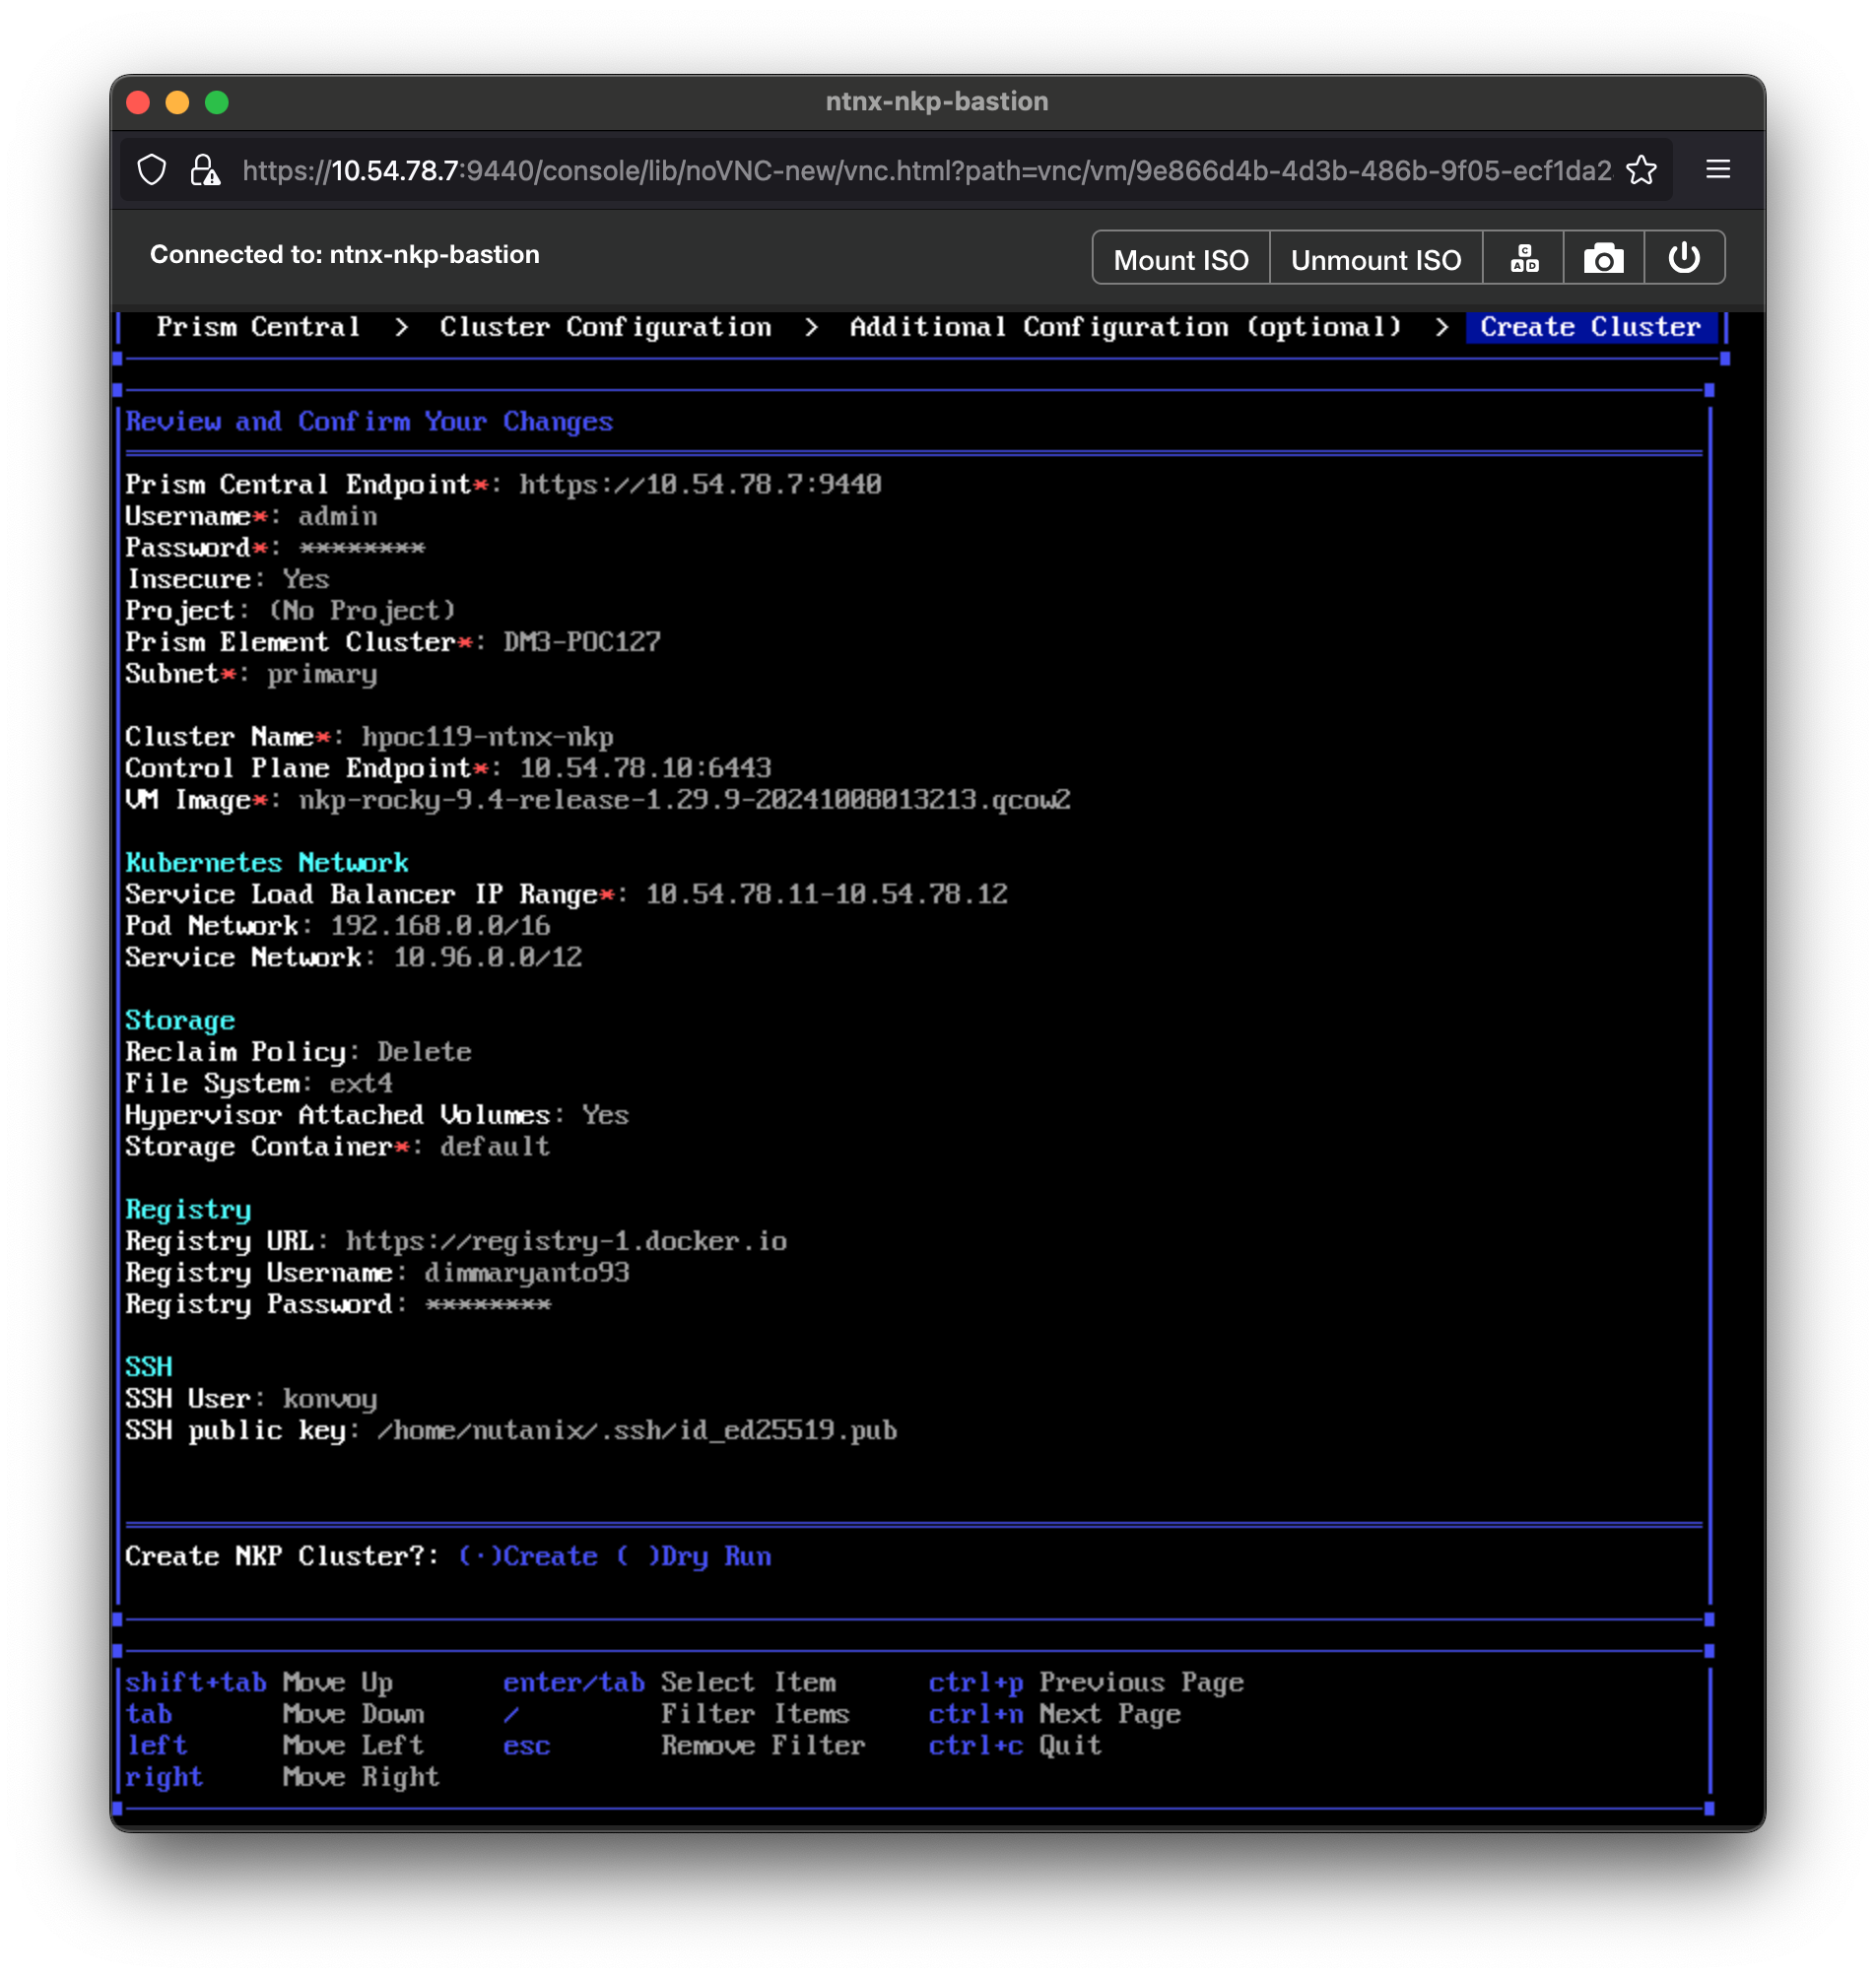 ntnx-nkp-bastion
https://10.54.78.7:9440/console/lib/noVNC-new/vnc.html?path=vnc/vm/9e866d4b-4d3b-486b-9f05-ecf1da2
Connected to: ntnx-nkp-bastion
Mount ISO Unmount ISO C A D
Prism Central > Cluster Configuration > Additional Configuration (optional) > Create Cluster
Review and Confirm Your Changes
Prism Central Endpoint*: https://10.54.78.7:9440
Username*: admin
Password*: ********
Insecure: Yes
Project: (No Project)
Prism Element Cluster*: DM3-POC127
Subnet*: primary
Cluster Name*: hpoc119-ntnx-nkp
Control Plane Endpoint*: 10.54.78.10:6443
VM Image*: nkp-rocky-9.4-release-1.29.9-20241008013213.qcow2
Kubernetes Network
Service Load Balancer IP Range*: 10.54.78.11-10.54.78.12
Pod Network: 192.168.0.0/16
Service Network: 10.96.0.0/12
Storage
Reclaim Policy: Delete
File System: ext4
Hypervisor Attached Volumes: Yes
Storage Container*: default
Registry
Registry URL: https://registry-1.docker.io
Registry Username: dimmaryanto93
Registry Password: ********
SSH
SSH User: konvoy
SSH public key: /home/nutanix/.ssh/id_ed25519.pub
Create NKP Cluster?: (·)Create ( )Dry Run
shift+tab Move Up enter/tab Select Item ctrl+p Previous Page
tab Move Down / Filter Items ctrl+n Next Page
left Move Left esc Remove Filter ctrl+c Quit
right Move Right